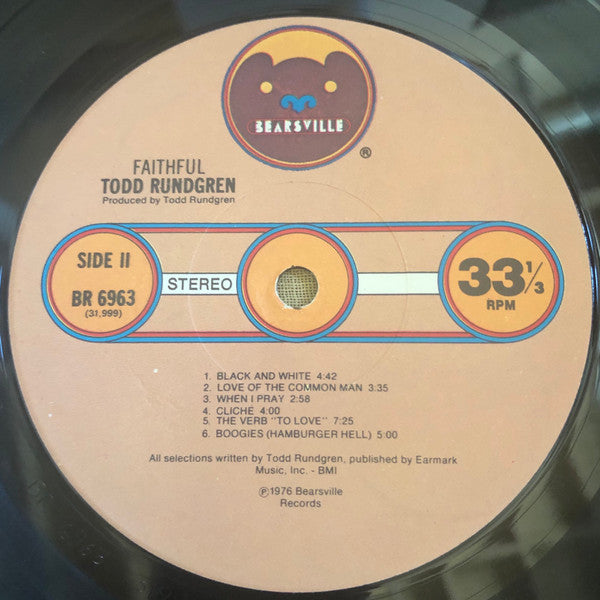 BEARSVILLE
®
FAITHFUL
TODD RUNDGREN
Produced by Todd Rundgren
SIDE II
BR 6963
(31,999)
STEREO
33 1/3
RPM
1. BLACK AND WHITE 4:42
2. LOVE OF THE COMMON MAN 3:35
3. WHEN I PRAY 2:58
4. CLICHE 4:00
5. THE VERB "TO LOVE" 7:25
6. BOOGIES (HAMBURGER HELL) 5:00
All selections written by Todd Rundgren, published by Earmark
Music, Inc. - BMI
℗1976 Bearsville
Records